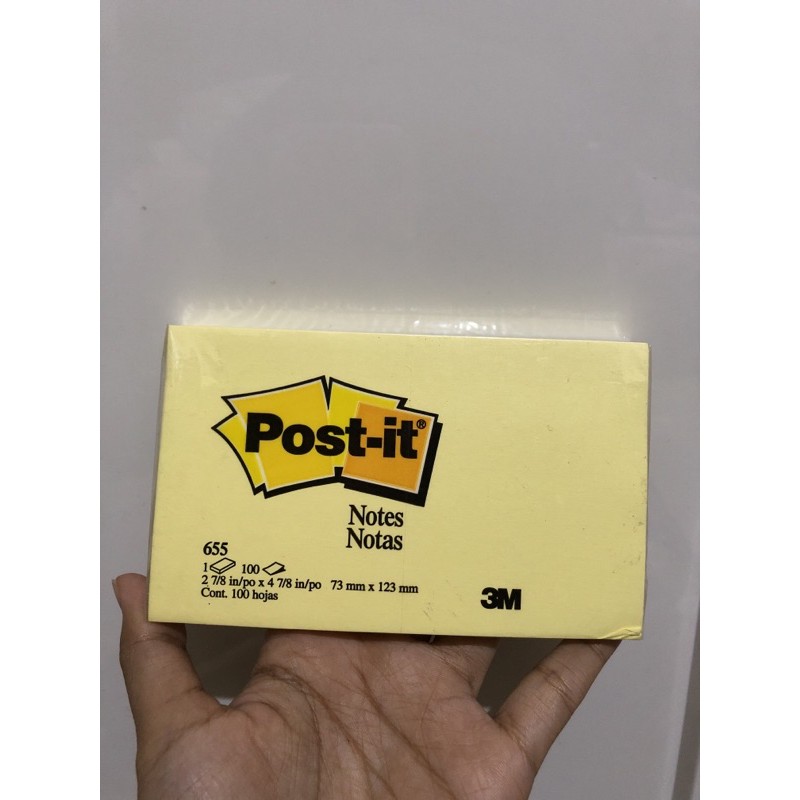 Post-it®
Notes
Notas
655
1 100
2 7/8 in/po x 4 7/8 in/po 73 mm x 123 mm
Cont. 100 hojas
3M